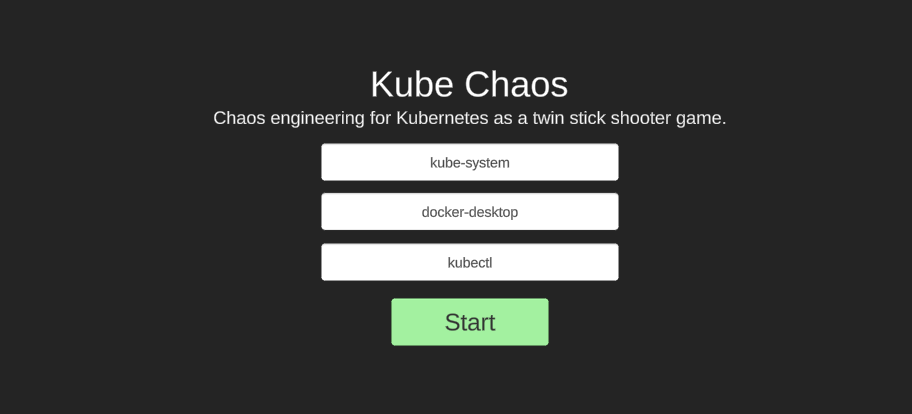 Kube Chaos
Chaos engineering for Kubernetes as a twin stick shooter game.
kube-system
docker-desktop
kubectl
Start